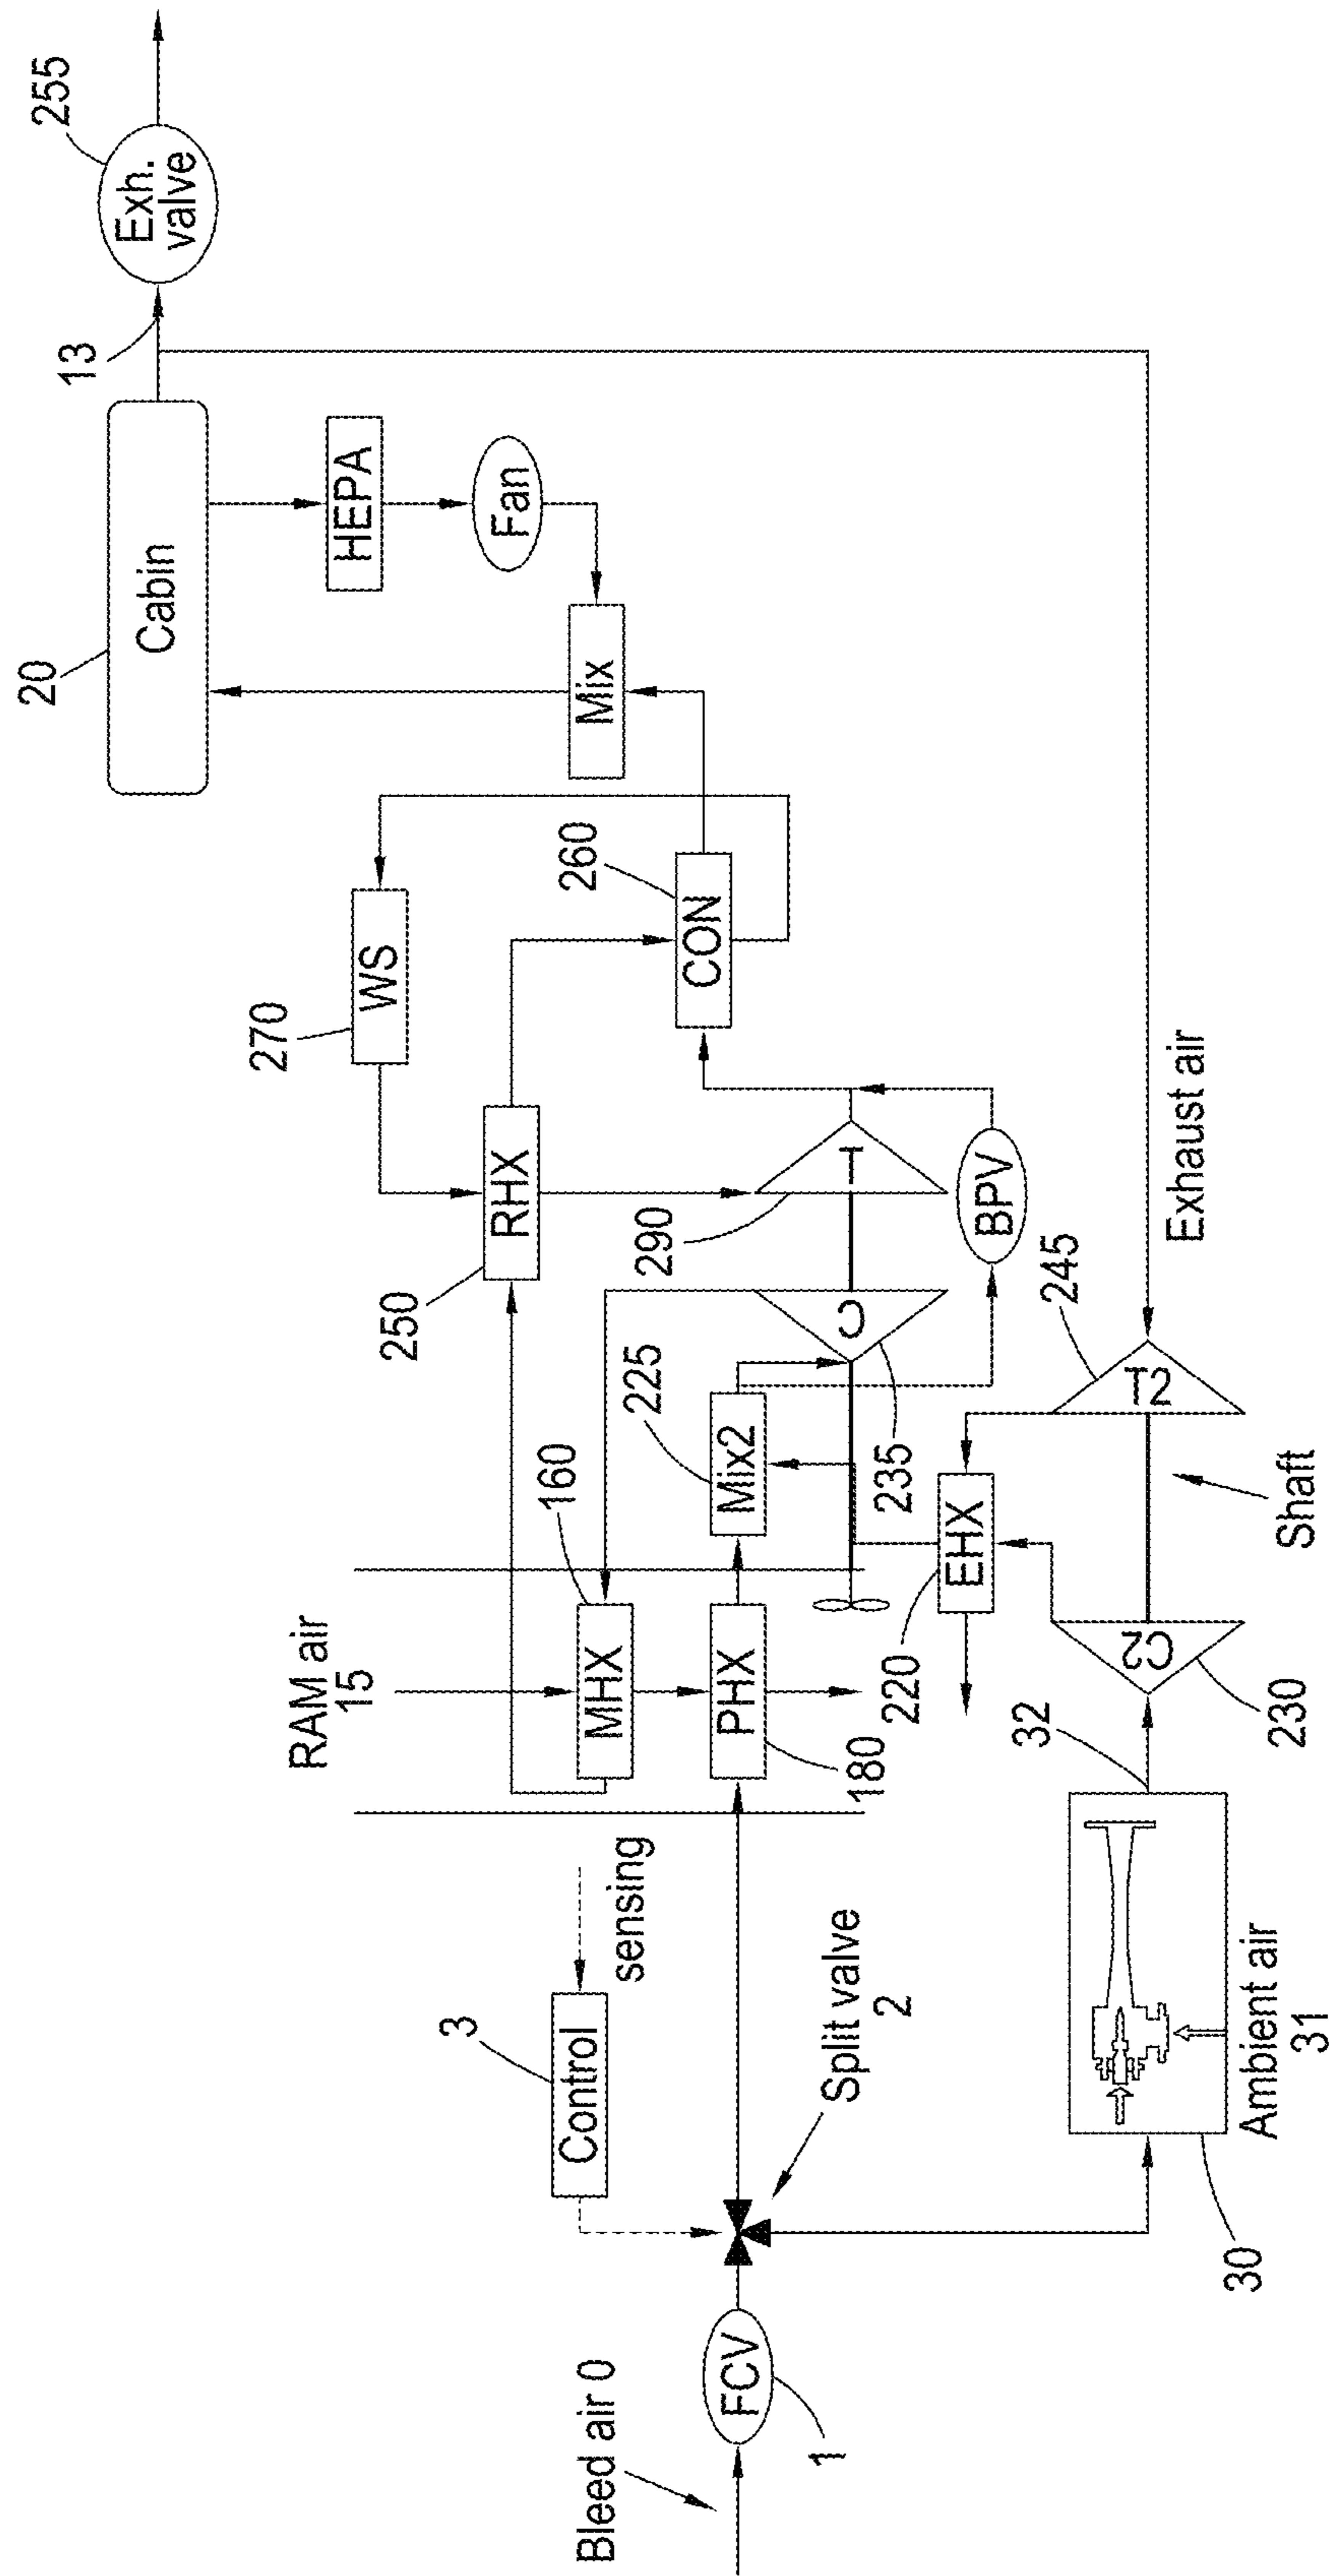 Bleed air 0
FCV
1
Split valve
2
Control
3
sensing
RAM air
15
MHX
160
PHX
180
Mix2
225
C
235
T
290
BPV
RHX
250
WS
270
CON
260
Mix
Fan
HEPA
Cabin
20
13
Exh.
valve
255
Exhaust air
T2
245
Shaft
EHX
220
C2
230
32
Ambient air
31
30